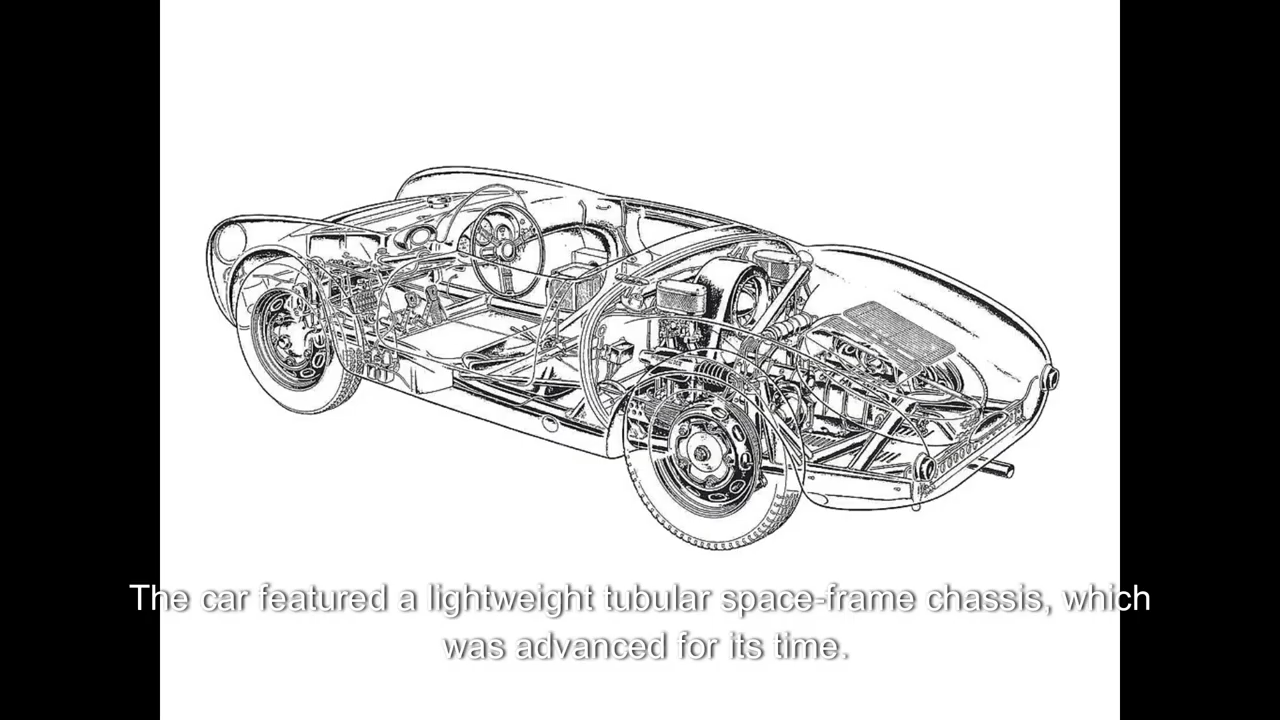 The car featured a lightweight tubular space-frame chassis, which
was advanced for its time.